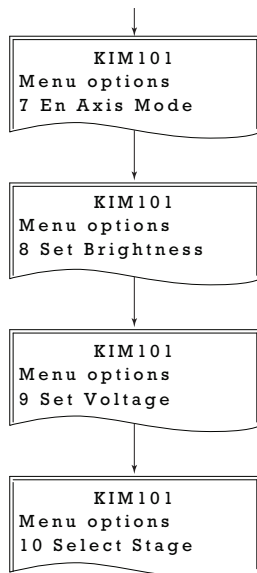 KIM101
Menu options
7 En Axis Mode
KIM101
Menu options
8 Set Brightness
KIM101
Menu options
9 Set Voltage
KIM101
Menu options
10 Select Stage